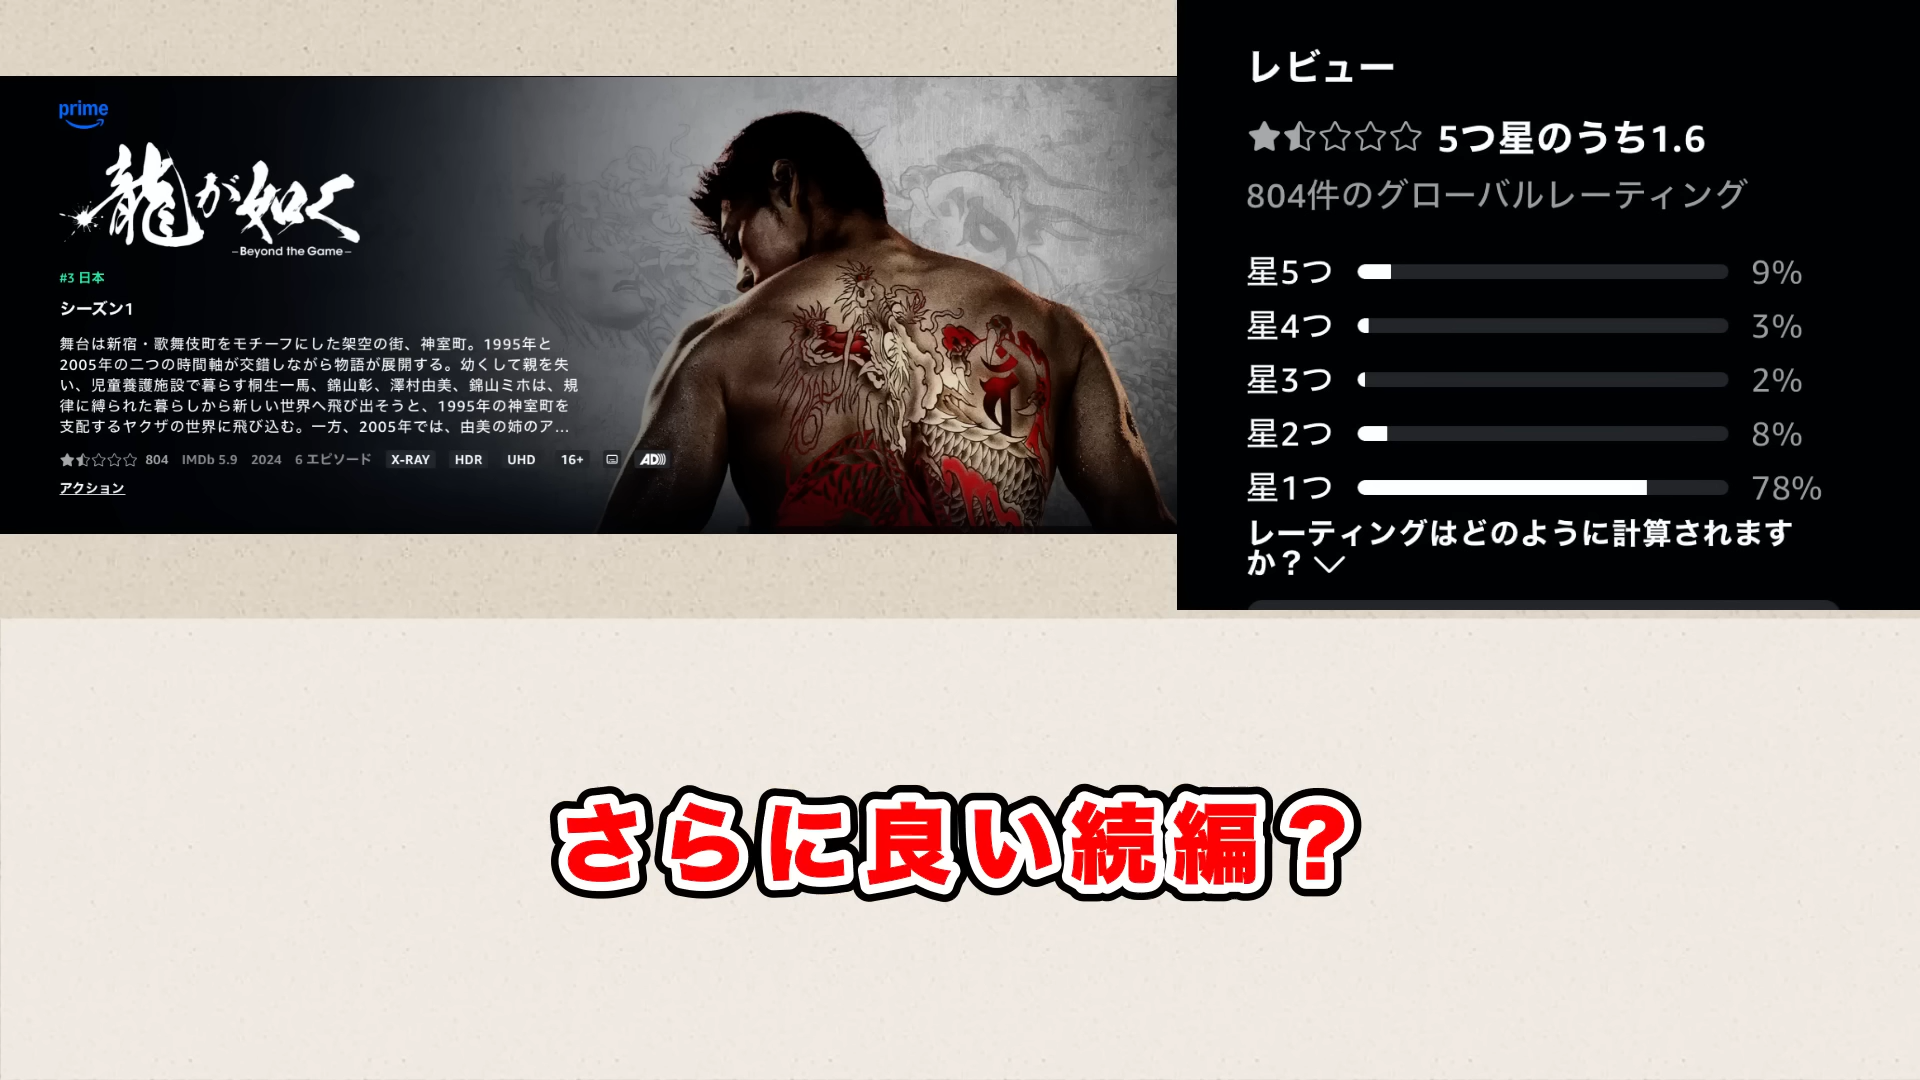 prime
龍が如く
–Beyond the Game–
#3 日本
シーズン1
舞台は新宿・歌舞伎町をモチーフにした架空の街、神室町。1995年と
2005年の二つの時間軸が交錯しながら物語が展開する。幼くして親を失
い、児童養護施設で暮らす桐生一馬、錦山彰、澤村由美、錦山ミホは、規
律に縛られた暮らしから新しい世界へ飛び出そうと、1995年の神室町を
支配するヤクザの世界に飛び込む。一方、2005年では、由美の姉のア...
804 IMDb 5.9 2024 6 エピソード X-RAY HDR UHD 16+ AD
アクション
レビュー
5つ星のうち1.6
804件のグローバルレーティング
星5つ 9%
星4つ 3%
星3つ 2%
星2つ 8%
星1つ 78%
レーティングはどのように計算されます
か？
さらに良い続編？